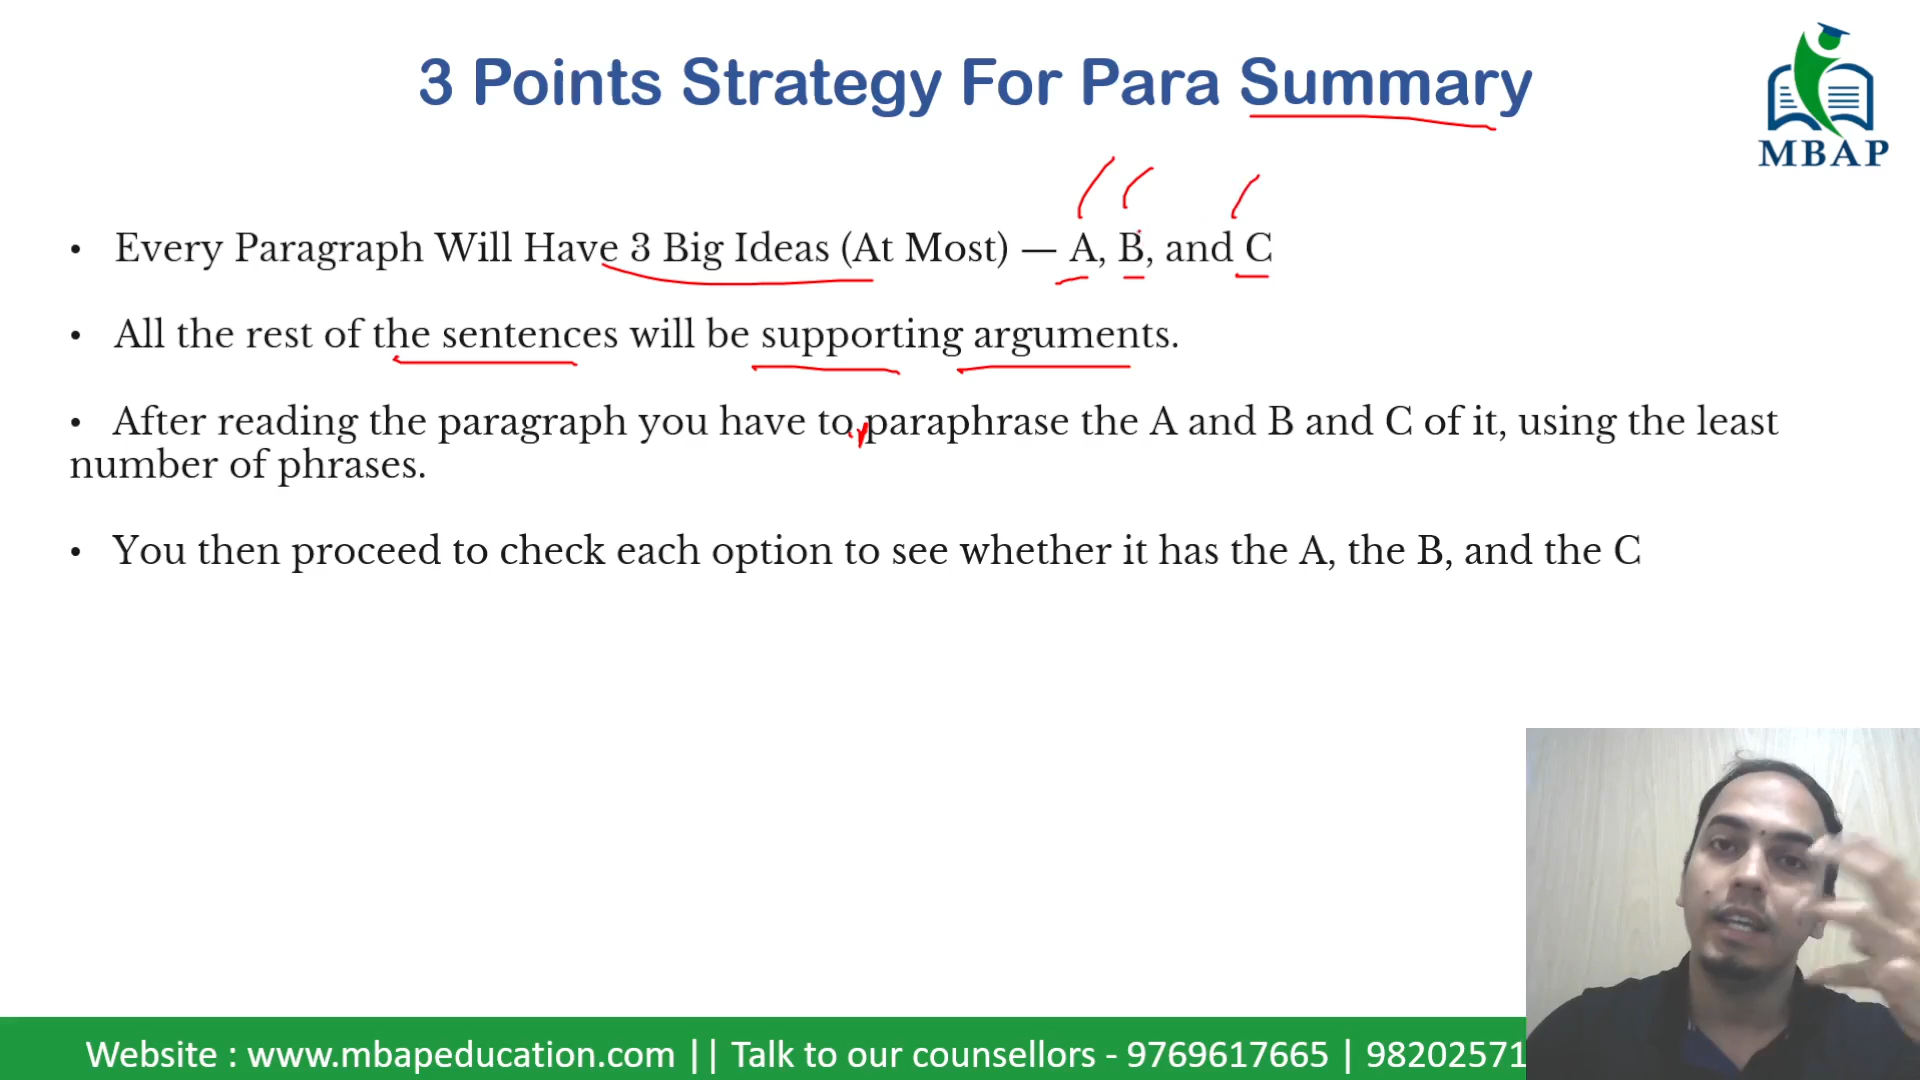 3 Points Strategy For Para Summary
MBAP
• Every Paragraph Will Have 3 Big Ideas (At Most) — A, B, and C
• All the rest of the sentences will be supporting arguments.
• After reading the paragraph you have to paraphrase the A and B and C of it, using the least
number of phrases.
• You then proceed to check each option to see whether it has the A, the B, and the C
Website : www.mbapeducation.com || Talk to our counsellors - 9769617665 | 98202571